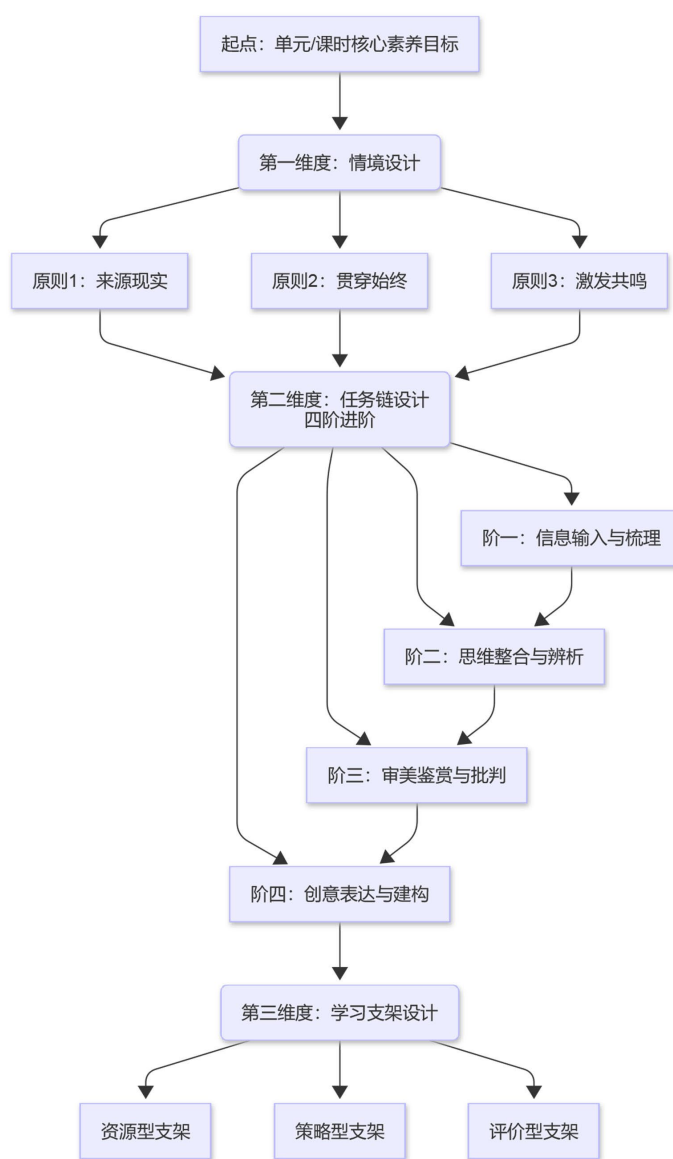 起点：单元/课时核心素养目标
第一维度：情境设计
原则1：来源现实
原则2：贯穿始终
原则3：激发共鸣
第二维度：任务链设计
四阶进阶
阶一：信息输入与梳理
阶二：思维整合与辨析
阶三：审美鉴赏与批判
阶四：创意表达与建构
第三维度：学习支架设计
资源型支架
策略型支架
评价型支架